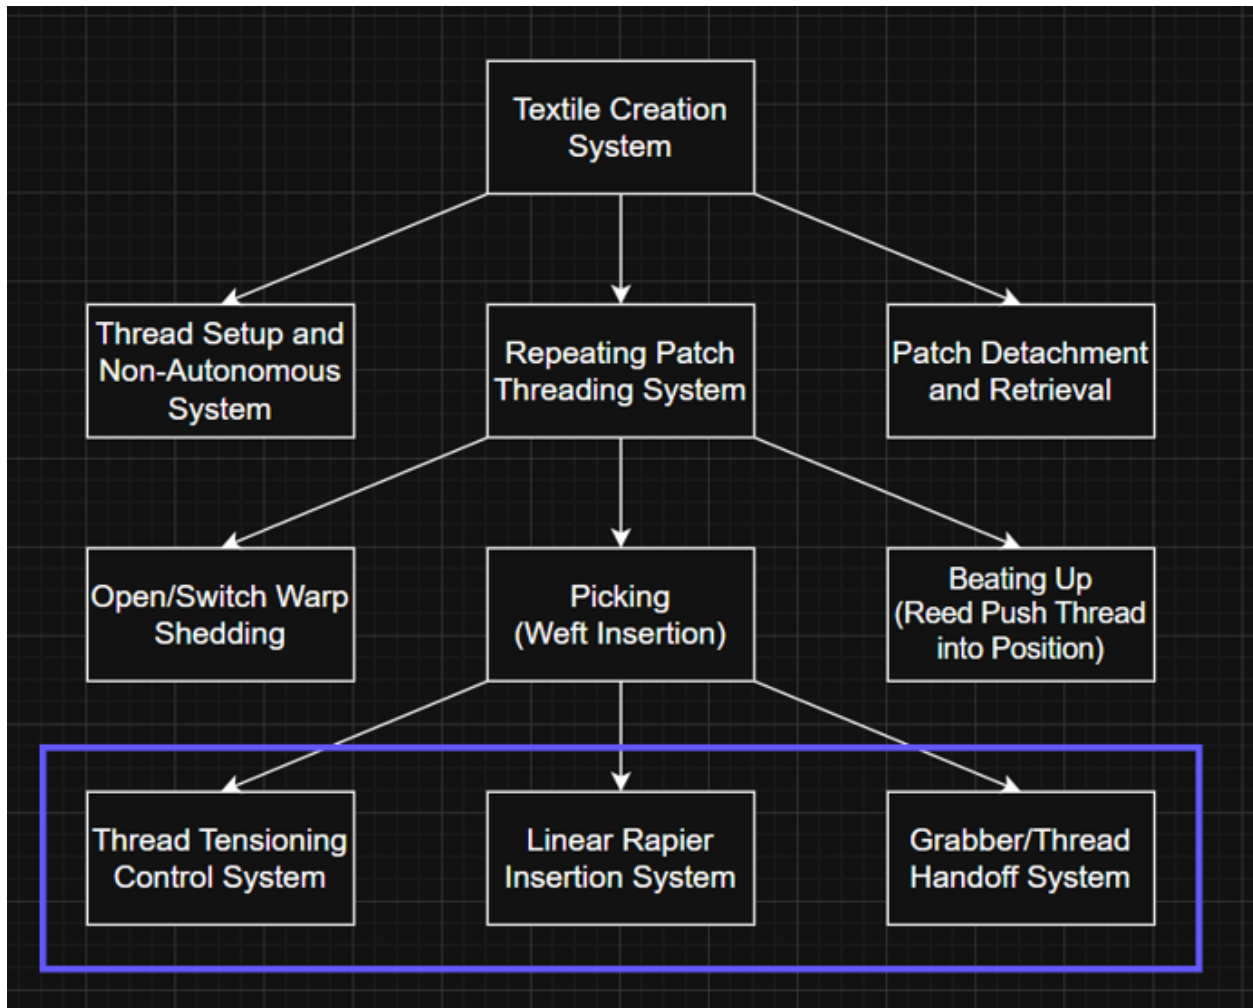 Textile Creation
System
Thread Setup and
Non-Autonomous
System
Repeating Patch
Threading System
Patch Detachment
and Retrieval
Open/Switch Warp
Shedding
Picking
(Weft Insertion)
Beating Up
(Reed Push Thread
into Position)
Thread Tensioning
Control System
Linear Rapier
Insertion System
Grabber/Thread
Handoff System